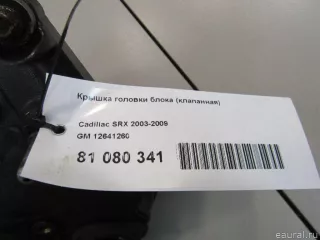 Крышка головки блока (клапанная)
Cadillac SRX 2003-2009
GM 12641260
81 080 341
eaural.ru